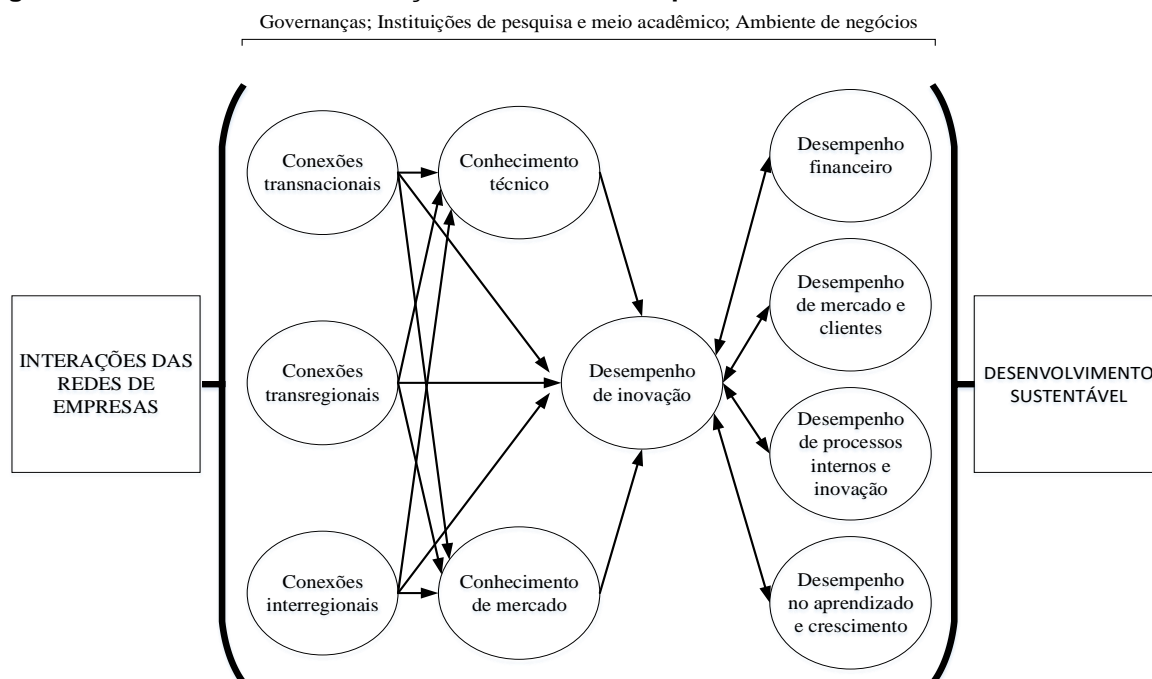 Governanças; Instituições de pesquisa e meio acadêmico; Ambiente de negócios
INTERAÇÕES DAS
REDES DE
EMPRESAS
Conexões
transnacionais
Conexões
transregionais
Conexões
interregionais
Conhecimento
técnico
Conhecimento
de mercado
Desempenho
de inovação
Desempenho
financeiro
Desempenho
de mercado e
clientes
Desempenho
de processos
internos e
inovação
Desempenho
no aprendizado
e crescimento
DESENVOLVIMENTO
SUSTENTÁVEL